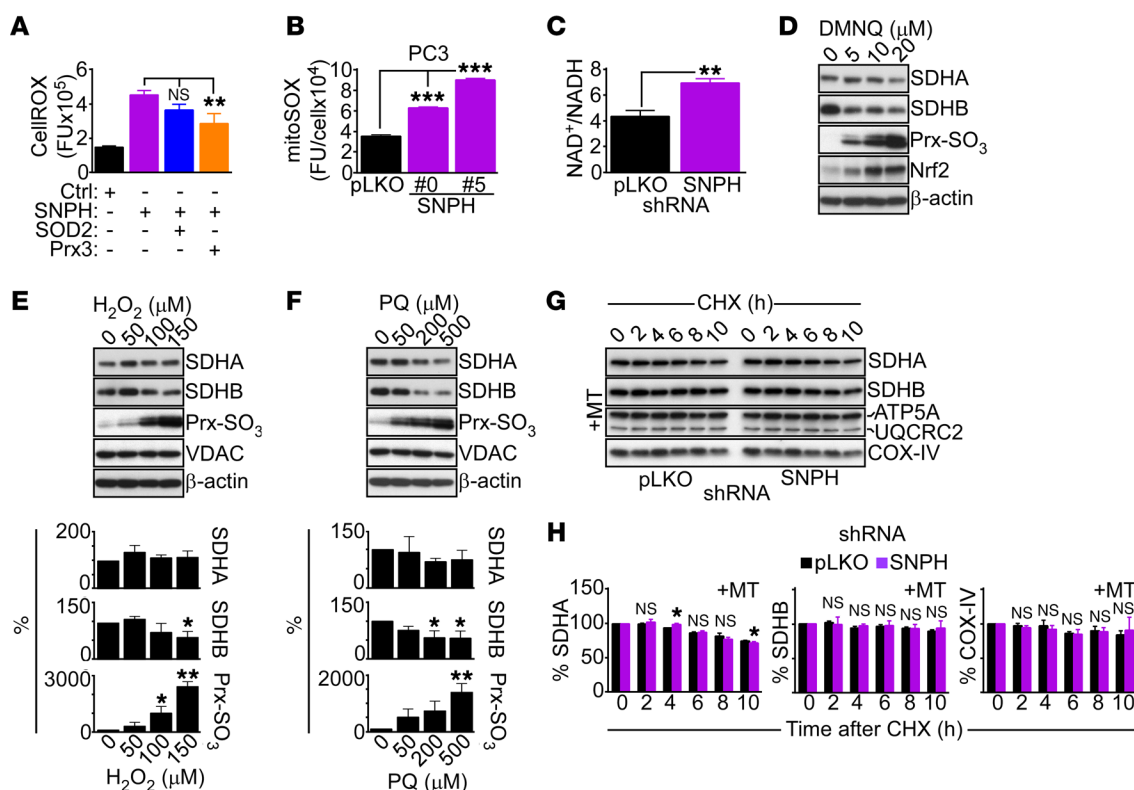 A
CellROX
(FUx10⁵)
10
8
6
4
2
0
NS
**
Ctrl: + - - -
SNPH: - + + +
SOD2: - - + -
Prx3: - - - +
B
PC3
mitoSOX
(FU/cellx10⁴)
10
8
6
4
2
0
***
***
pLKO #0 #5
SNPH
C
NAD⁺/NADH
8
6
4
2
0
**
pLKO SNPH
shRNA
D
DMNQ (μM)
0 5 10 20
SDHA
SDHB
Prx-SO₃
Nrf2
β-actin
E
H₂O₂ (μM)
0 50 100 150
SDHA
SDHB
Prx-SO₃
VDAC
β-actin
%
200
0
SDHA
150
100
0
*
SDHB
3000
0
* **
Prx-SO₃
0 50 100 150
H₂O₂ (μM)
F
PQ (μM)
0 50 200 500
SDHA
SDHB
Prx-SO₃
VDAC
β-actin
%
150
0
SDHA
150
100
0
* *
SDHB
2000
0
**
Prx-SO₃
0 50 200 500
PQ (μM)
G
CHX (h)
0 2 4 6 8 10 0 2 4 6 8 10
+MT
SDHA
SDHB
ATP5A
UQCRC2
COX-IV
pLKO SNPH
shRNA
H
shRNA
pLKO SNPH
% SDHA
150
100
50
0
+MT
NS * NS NS *
0 2 4 6 8 10
% SDHB
150
100
50
0
+MT
NS NS NS NS NS
0 2 4 6 8 10
% COX-IV
150
100
50
0
+MT
NS NS NS NS NS
0 2 4 6 8 10
Time after CHX (h)